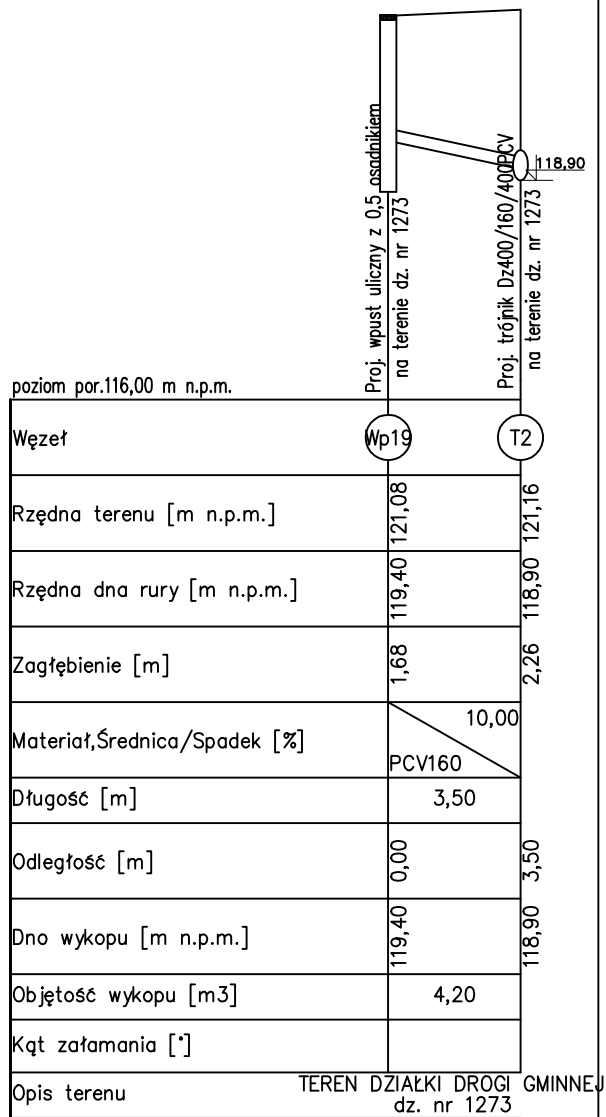 118,90
Proj. wpust uliczny z 0,5 osadnikiem
na terenie dz. nr 1273
Proj. trójnik Dz400/160/400PCV
na terenie dz. nr 1273
poziom por.116,00 m n.p.m.
Węzeł Wp19 T2
Rzędna terenu [m n.p.m.] 121,08 121,16
Rzędna dna rury [m n.p.m.] 119,40 118,90
Zagłębienie [m] 1,68 2,26
Materiał,Średnica/Spadek [%] PCV160 10,00
Długość [m] 3,50
Odległość [m] 0,00 3,50
Dno wykopu [m n.p.m.] 119,40 118,90
Objętość wykopu [m3] 4,20
Kąt załamania [°]
Opis terenu TEREN DZIAŁKI DROGI GMINNEJ
dz. nr 1273